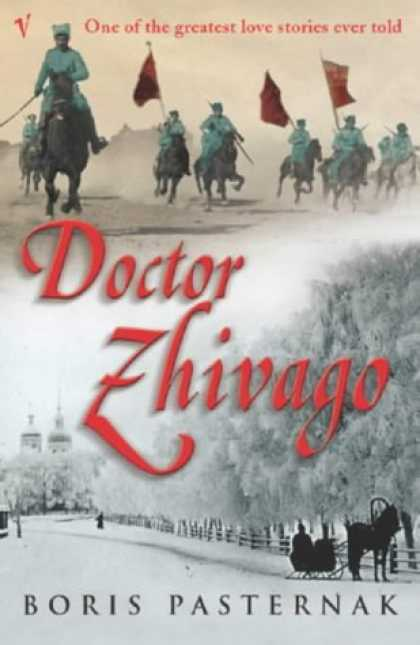 V One of the greatest love stories ever told
Doctor
Zhivago
BORIS PASTERNAK